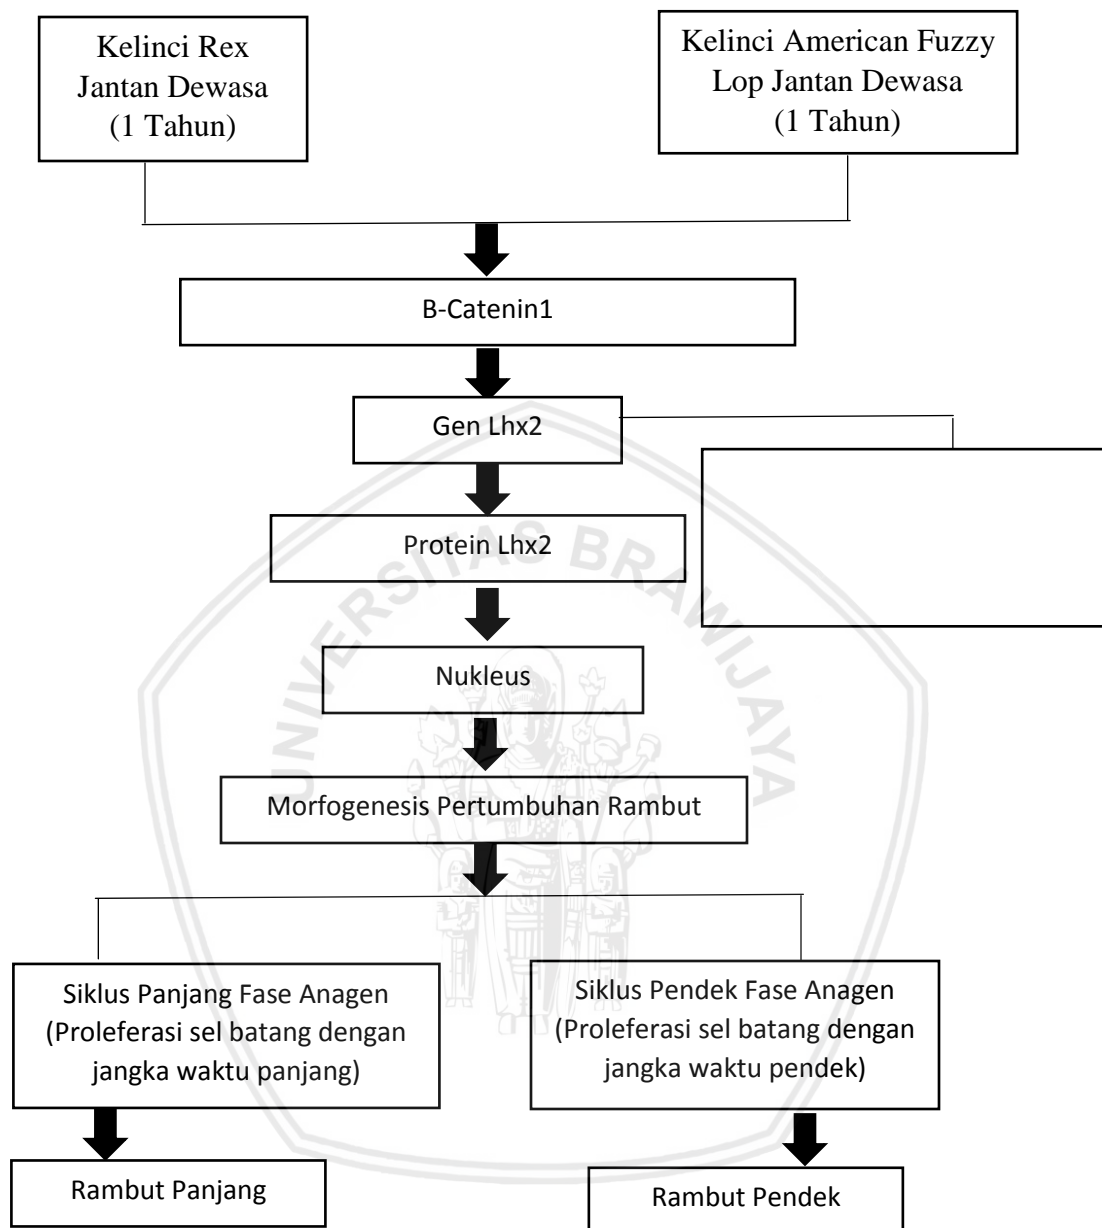 Kelinci Rex
Jantan Dewasa
(1 Tahun)
Kelinci American Fuzzy
Lop Jantan Dewasa
(1 Tahun)
B-Catenin1
Gen Lhx2
Protein Lhx2
Nukleus
Morfogenesis Pertumbuhan Rambut
Siklus Panjang Fase Anagen
(Proleferasi sel batang dengan
jangka waktu panjang)
Siklus Pendek Fase Anagen
(Proleferasi sel batang dengan
jangka waktu pendek)
Rambut Panjang
Rambut Pendek
UNIVERSITAS BRAWIJAYA